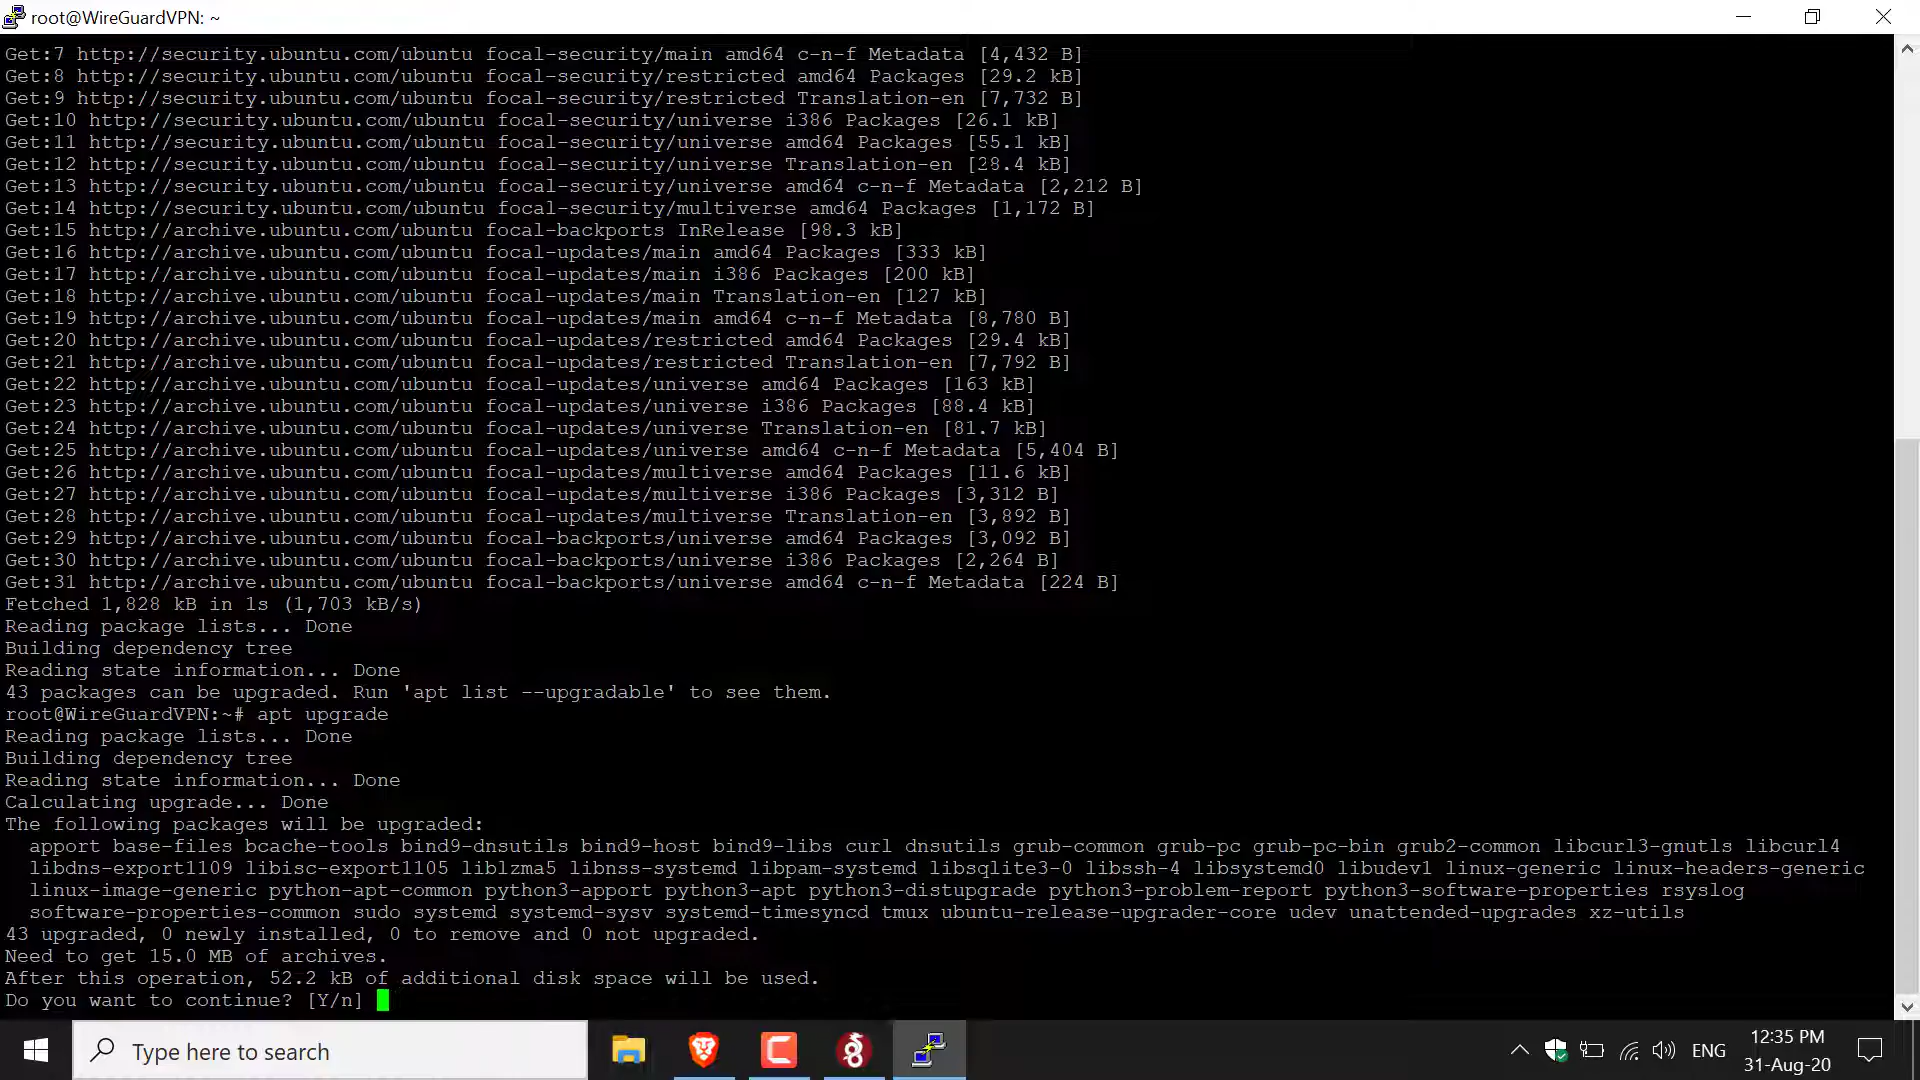 root@WireGuardVPN: ~
Get:7 http://security.ubuntu.com/ubuntu focal-security/main amd64 c-n-f Metadata [4,432 B]
Get:8 http://security.ubuntu.com/ubuntu focal-security/restricted amd64 Packages [29.2 kB]
Get:9 http://security.ubuntu.com/ubuntu focal-security/restricted Translation-en [7,732 B]
Get:10 http://security.ubuntu.com/ubuntu focal-security/universe i386 Packages [26.1 kB]
Get:11 http://security.ubuntu.com/ubuntu focal-security/universe amd64 Packages [55.1 kB]
Get:12 http://security.ubuntu.com/ubuntu focal-security/universe Translation-en [28.4 kB]
Get:13 http://security.ubuntu.com/ubuntu focal-security/universe amd64 c-n-f Metadata [2,212 B]
Get:14 http://security.ubuntu.com/ubuntu focal-security/multiverse amd64 Packages [1,172 B]
Get:15 http://archive.ubuntu.com/ubuntu focal-backports InRelease [98.3 kB]
Get:16 http://archive.ubuntu.com/ubuntu focal-updates/main amd64 Packages [333 kB]
Get:17 http://archive.ubuntu.com/ubuntu focal-updates/main i386 Packages [200 kB]
Get:18 http://archive.ubuntu.com/ubuntu focal-updates/main Translation-en [127 kB]
Get:19 http://archive.ubuntu.com/ubuntu focal-updates/main amd64 c-n-f Metadata [8,780 B]
Get:20 http://archive.ubuntu.com/ubuntu focal-updates/restricted amd64 Packages [29.4 kB]
Get:21 http://archive.ubuntu.com/ubuntu focal-updates/restricted Translation-en [7,792 B]
Get:22 http://archive.ubuntu.com/ubuntu focal-updates/universe amd64 Packages [163 kB]
Get:23 http://archive.ubuntu.com/ubuntu focal-updates/universe i386 Packages [88.4 kB]
Get:24 http://archive.ubuntu.com/ubuntu focal-updates/universe Translation-en [81.7 kB]
Get:25 http://archive.ubuntu.com/ubuntu focal-updates/universe amd64 c-n-f Metadata [5,404 B]
Get:26 http://archive.ubuntu.com/ubuntu focal-updates/multiverse amd64 Packages [11.6 kB]
Get:27 http://archive.ubuntu.com/ubuntu focal-updates/multiverse i386 Packages [3,312 B]
Get:28 http://archive.ubuntu.com/ubuntu focal-updates/multiverse Translation-en [3,892 B]
Get:29 http://archive.ubuntu.com/ubuntu focal-backports/universe amd64 Packages [3,092 B]
Get:30 http://archive.ubuntu.com/ubuntu focal-backports/universe i386 Packages [2,264 B]
Get:31 http://archive.ubuntu.com/ubuntu focal-backports/universe amd64 c-n-f Metadata [224 B]
Fetched 1,828 kB in 1s (1,703 kB/s)
Reading package lists... Done
Building dependency tree
Reading state information... Done
43 packages can be upgraded. Run 'apt list --upgradable' to see them.
root@WireGuardVPN:~# apt upgrade
Reading package lists... Done
Building dependency tree
Reading state information... Done
Calculating upgrade... Done
The following packages will be upgraded:
apport base-files bcache-tools bind9-dnsutils bind9-host bind9-libs curl dnsutils grub-common grub-pc grub-pc-bin grub2-common libcurl3-gnutls libcurl4
libdns-export1109 libisc-export1105 liblzma5 libnss-systemd libpam-systemd libsqlite3-0 libssh-4 libsystemd0 libudev1 linux-generic linux-headers-generic
linux-image-generic python-apt-common python3-apport python3-apt python3-distupgrade python3-problem-report python3-software-properties rsyslog
software-properties-common sudo systemd systemd-sysv systemd-timesyncd tmux ubuntu-release-upgrader-core udev unattended-upgrades xz-utils
43 upgraded, 0 newly installed, 0 to remove and 0 not upgraded.
Need to get 15.0 MB of archives.
After this operation, 52.2 kB of additional disk space will be used.
Do you want to continue? [Y/n]
Type here to search
ENG
12:35 PM
31-Aug-20